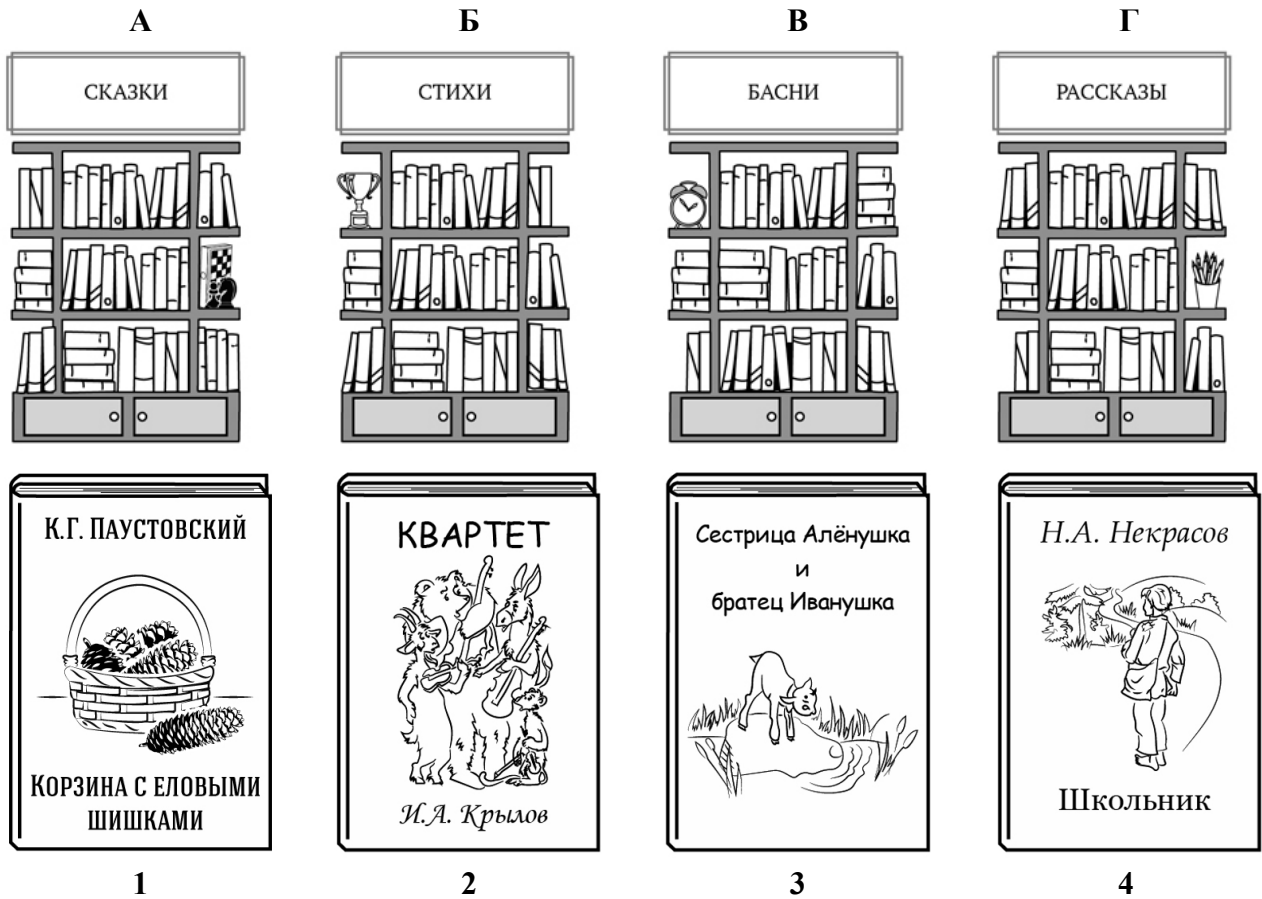 А Б В Г
СКАЗКИ СТИХИ БАСНИ РАССКАЗЫ
К.Г. ПАУСТОВСКИЙ
КОРЗИНА С ЕЛОВЫМИ
ШИШКАМИ
КВАРТЕТ
И.А. Крылов
Сестрица Алёнушка
и
братец Иванушка
Н.А. Некрасов
Школьник
1 2 3 4